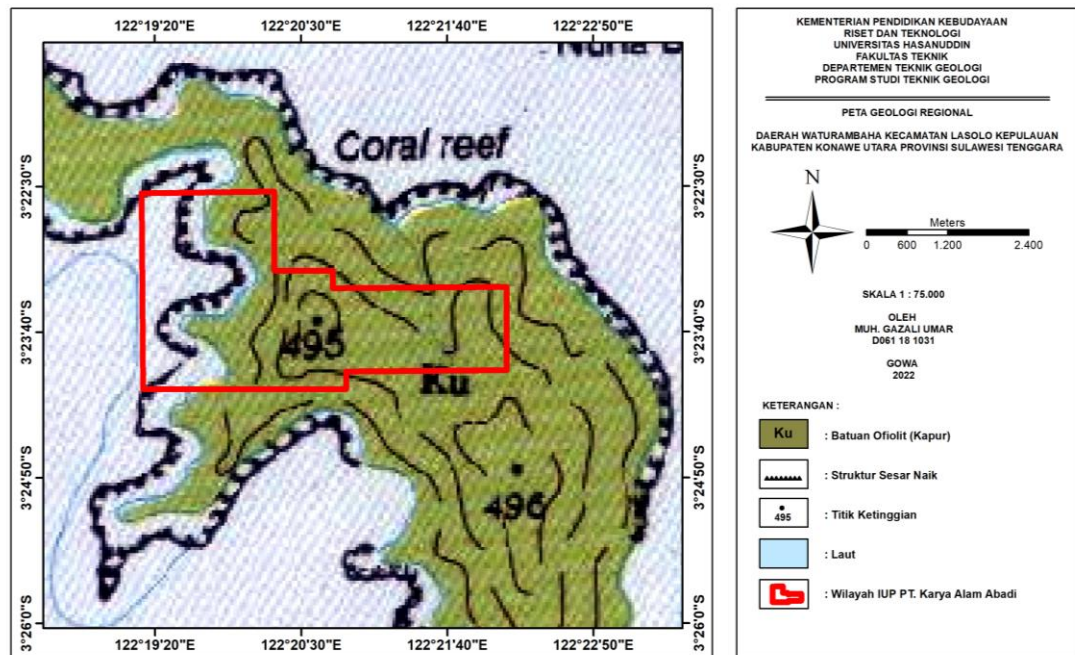 122°19'20"E 122°20'30"E 122°21'40"E 122°22'50"E
3°22'30"S
3°23'40"S
3°24'50"S
3°26'0"S
Coral reef
495
Ku
496
3°22'30"S
3°23'40"S
3°24'50"S
3°26'0"S
122°19'20"E 122°20'30"E 122°21'40"E 122°22'50"E
KEMENTERIAN PENDIDIKAN KEBUDAYAAN
RISET DAN TEKNOLOGI
UNIVERSITAS HASANUDDIN
FAKULTAS TEKNIK
DEPARTEMEN TEKNIK GEOLOGI
PROGRAM STUDI TEKNIK GEOLOGI
PETA GEOLOGI REGIONAL
DAERAH WATURAMBAHA KECAMATAN LASOLO KEPULAUAN
KABUPATEN KONAWE UTARA PROVINSI SULAWESI TENGGARA
N
Meters
0 600 1.200 2.400
SKALA 1 : 75.000
OLEH
MUH. GAZALI UMAR
D061 18 1031
GOWA
2022
KETERANGAN :
Ku : Batuan Ofiolit (Kapur)
: Struktur Sesar Naik
495 : Titik Ketinggian
: Laut
: Wilayah IUP PT. Karya Alam Abadi